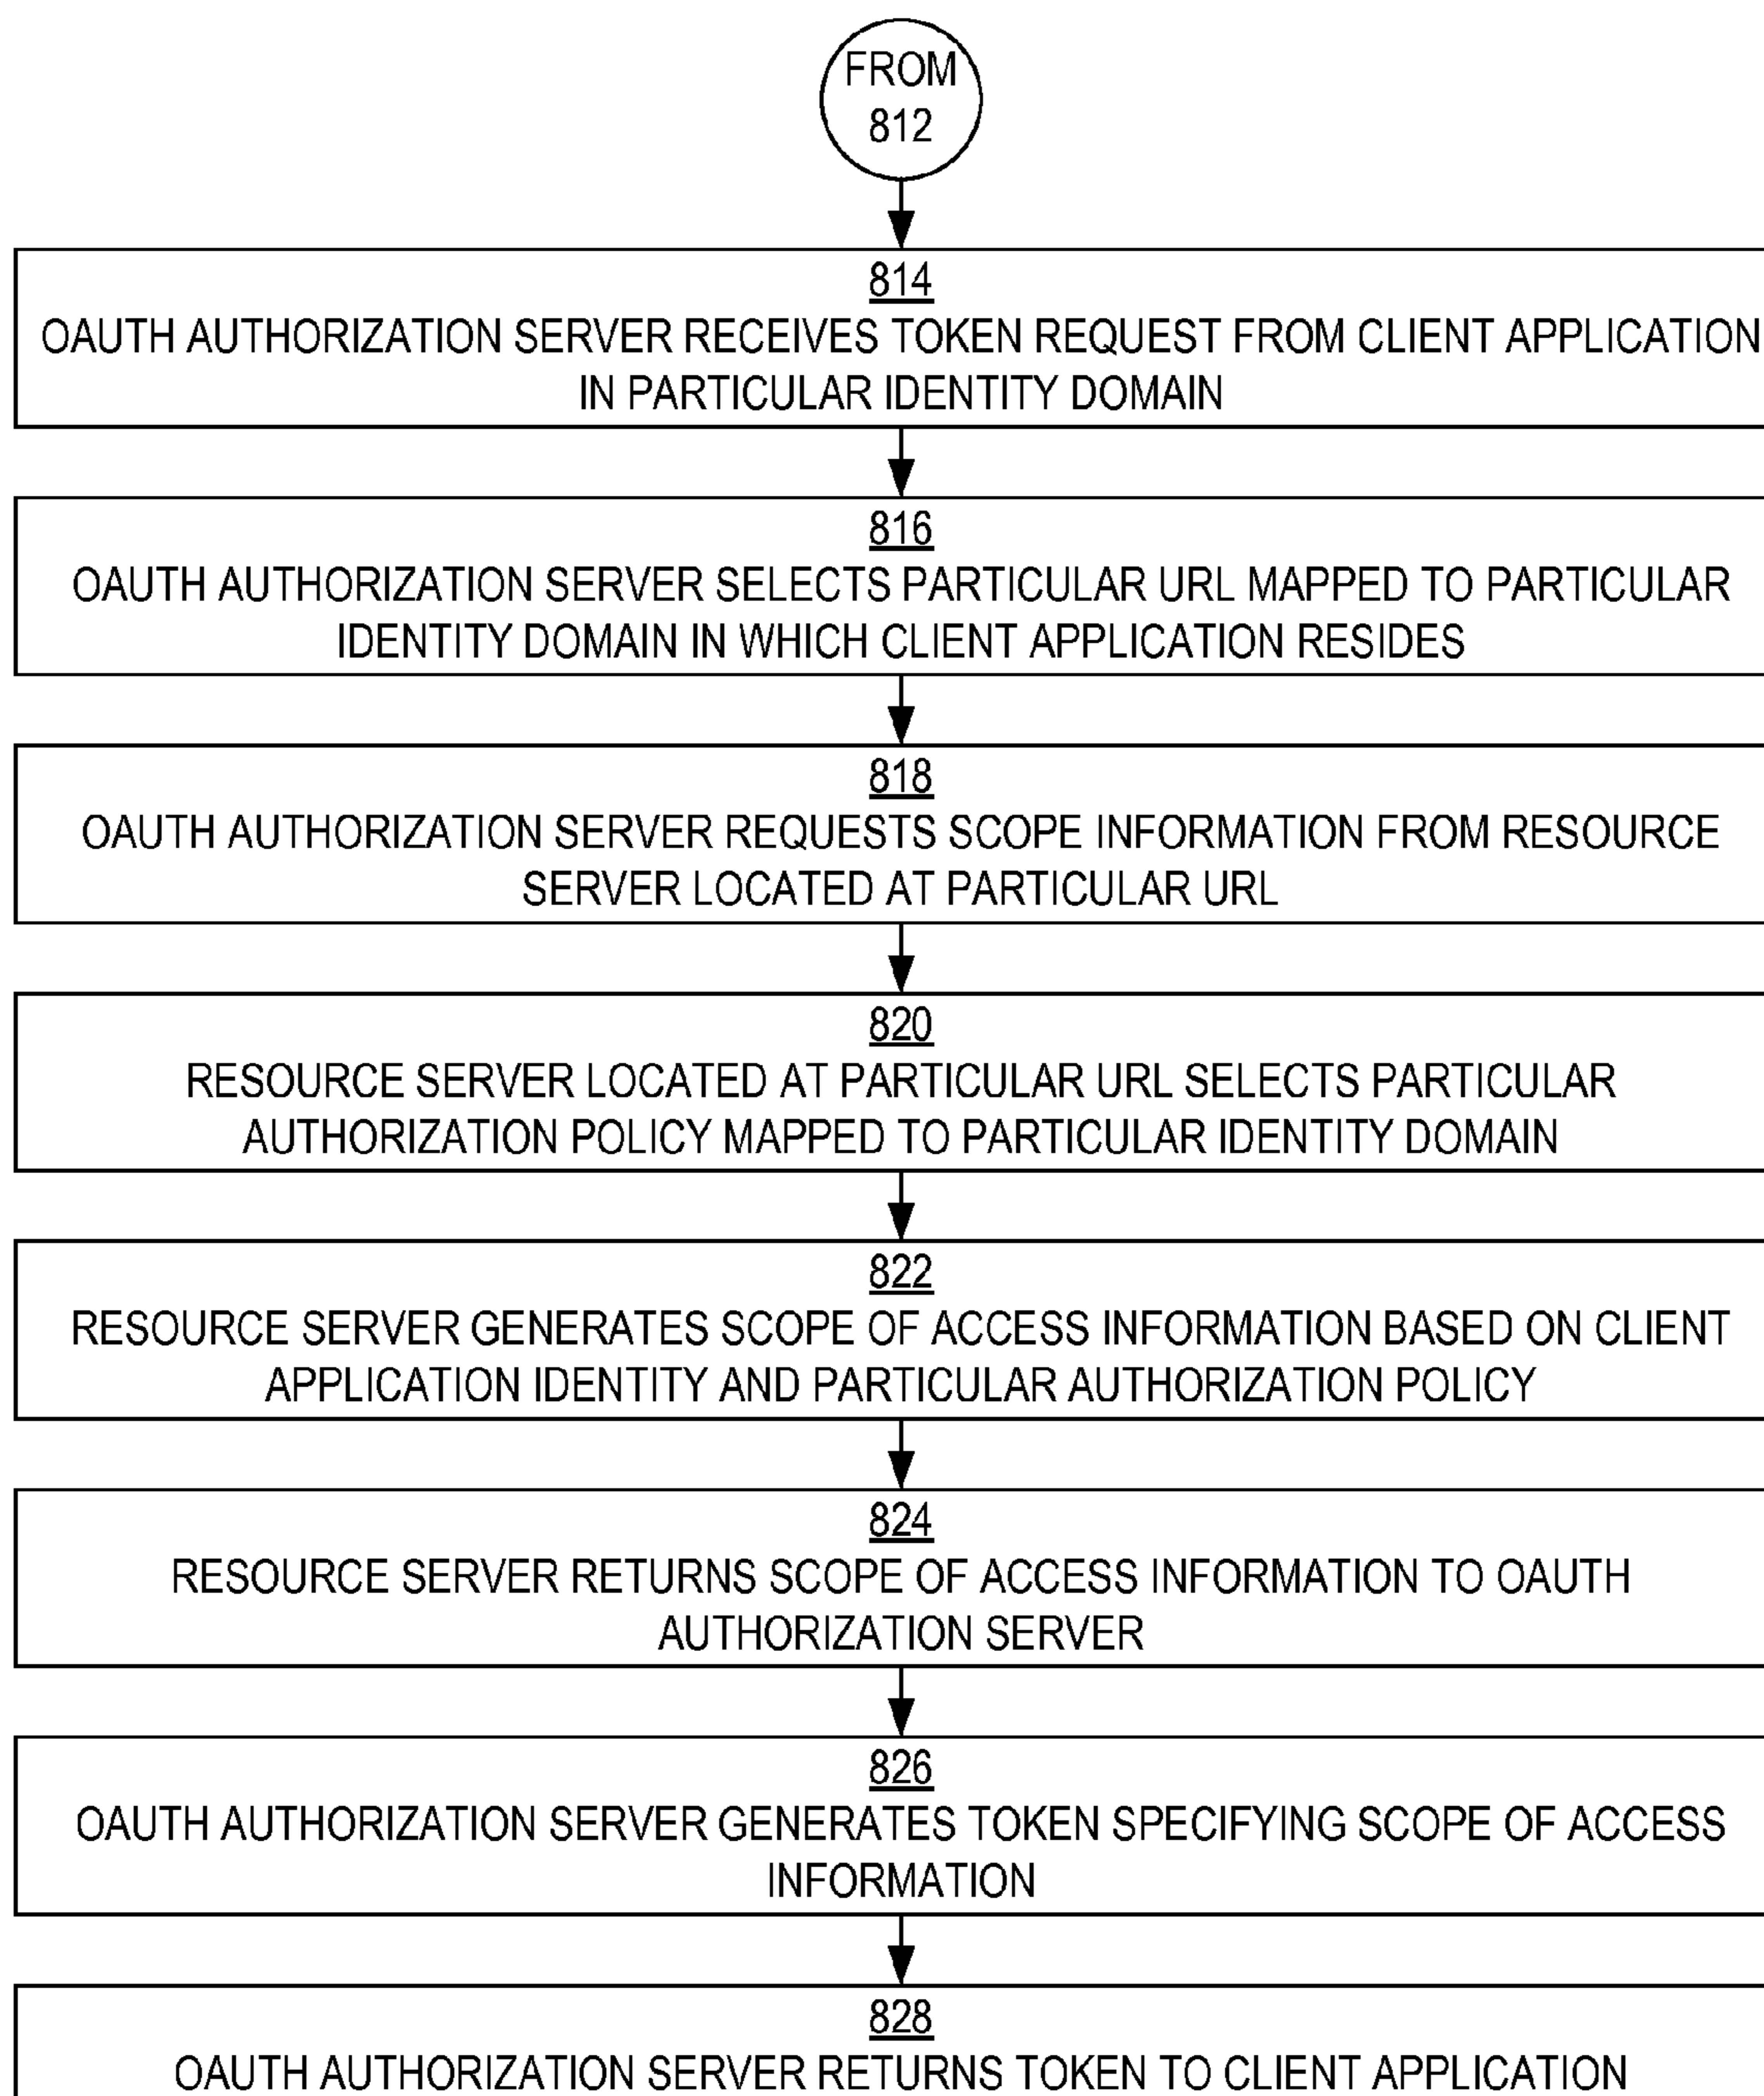 FROM
812
814
OAUTH AUTHORIZATION SERVER RECEIVES TOKEN REQUEST FROM CLIENT APPLICATION
IN PARTICULAR IDENTITY DOMAIN
816
OAUTH AUTHORIZATION SERVER SELECTS PARTICULAR URL MAPPED TO PARTICULAR
IDENTITY DOMAIN IN WHICH CLIENT APPLICATION RESIDES
818
OAUTH AUTHORIZATION SERVER REQUESTS SCOPE INFORMATION FROM RESOURCE
SERVER LOCATED AT PARTICULAR URL
820
RESOURCE SERVER LOCATED AT PARTICULAR URL SELECTS PARTICULAR
AUTHORIZATION POLICY MAPPED TO PARTICULAR IDENTITY DOMAIN
822
RESOURCE SERVER GENERATES SCOPE OF ACCESS INFORMATION BASED ON CLIENT
APPLICATION IDENTITY AND PARTICULAR AUTHORIZATION POLICY
824
RESOURCE SERVER RETURNS SCOPE OF ACCESS INFORMATION TO OAUTH
AUTHORIZATION SERVER
826
OAUTH AUTHORIZATION SERVER GENERATES TOKEN SPECIFYING SCOPE OF ACCESS
INFORMATION
828
OAUTH AUTHORIZATION SERVER RETURNS TOKEN TO CLIENT APPLICATION